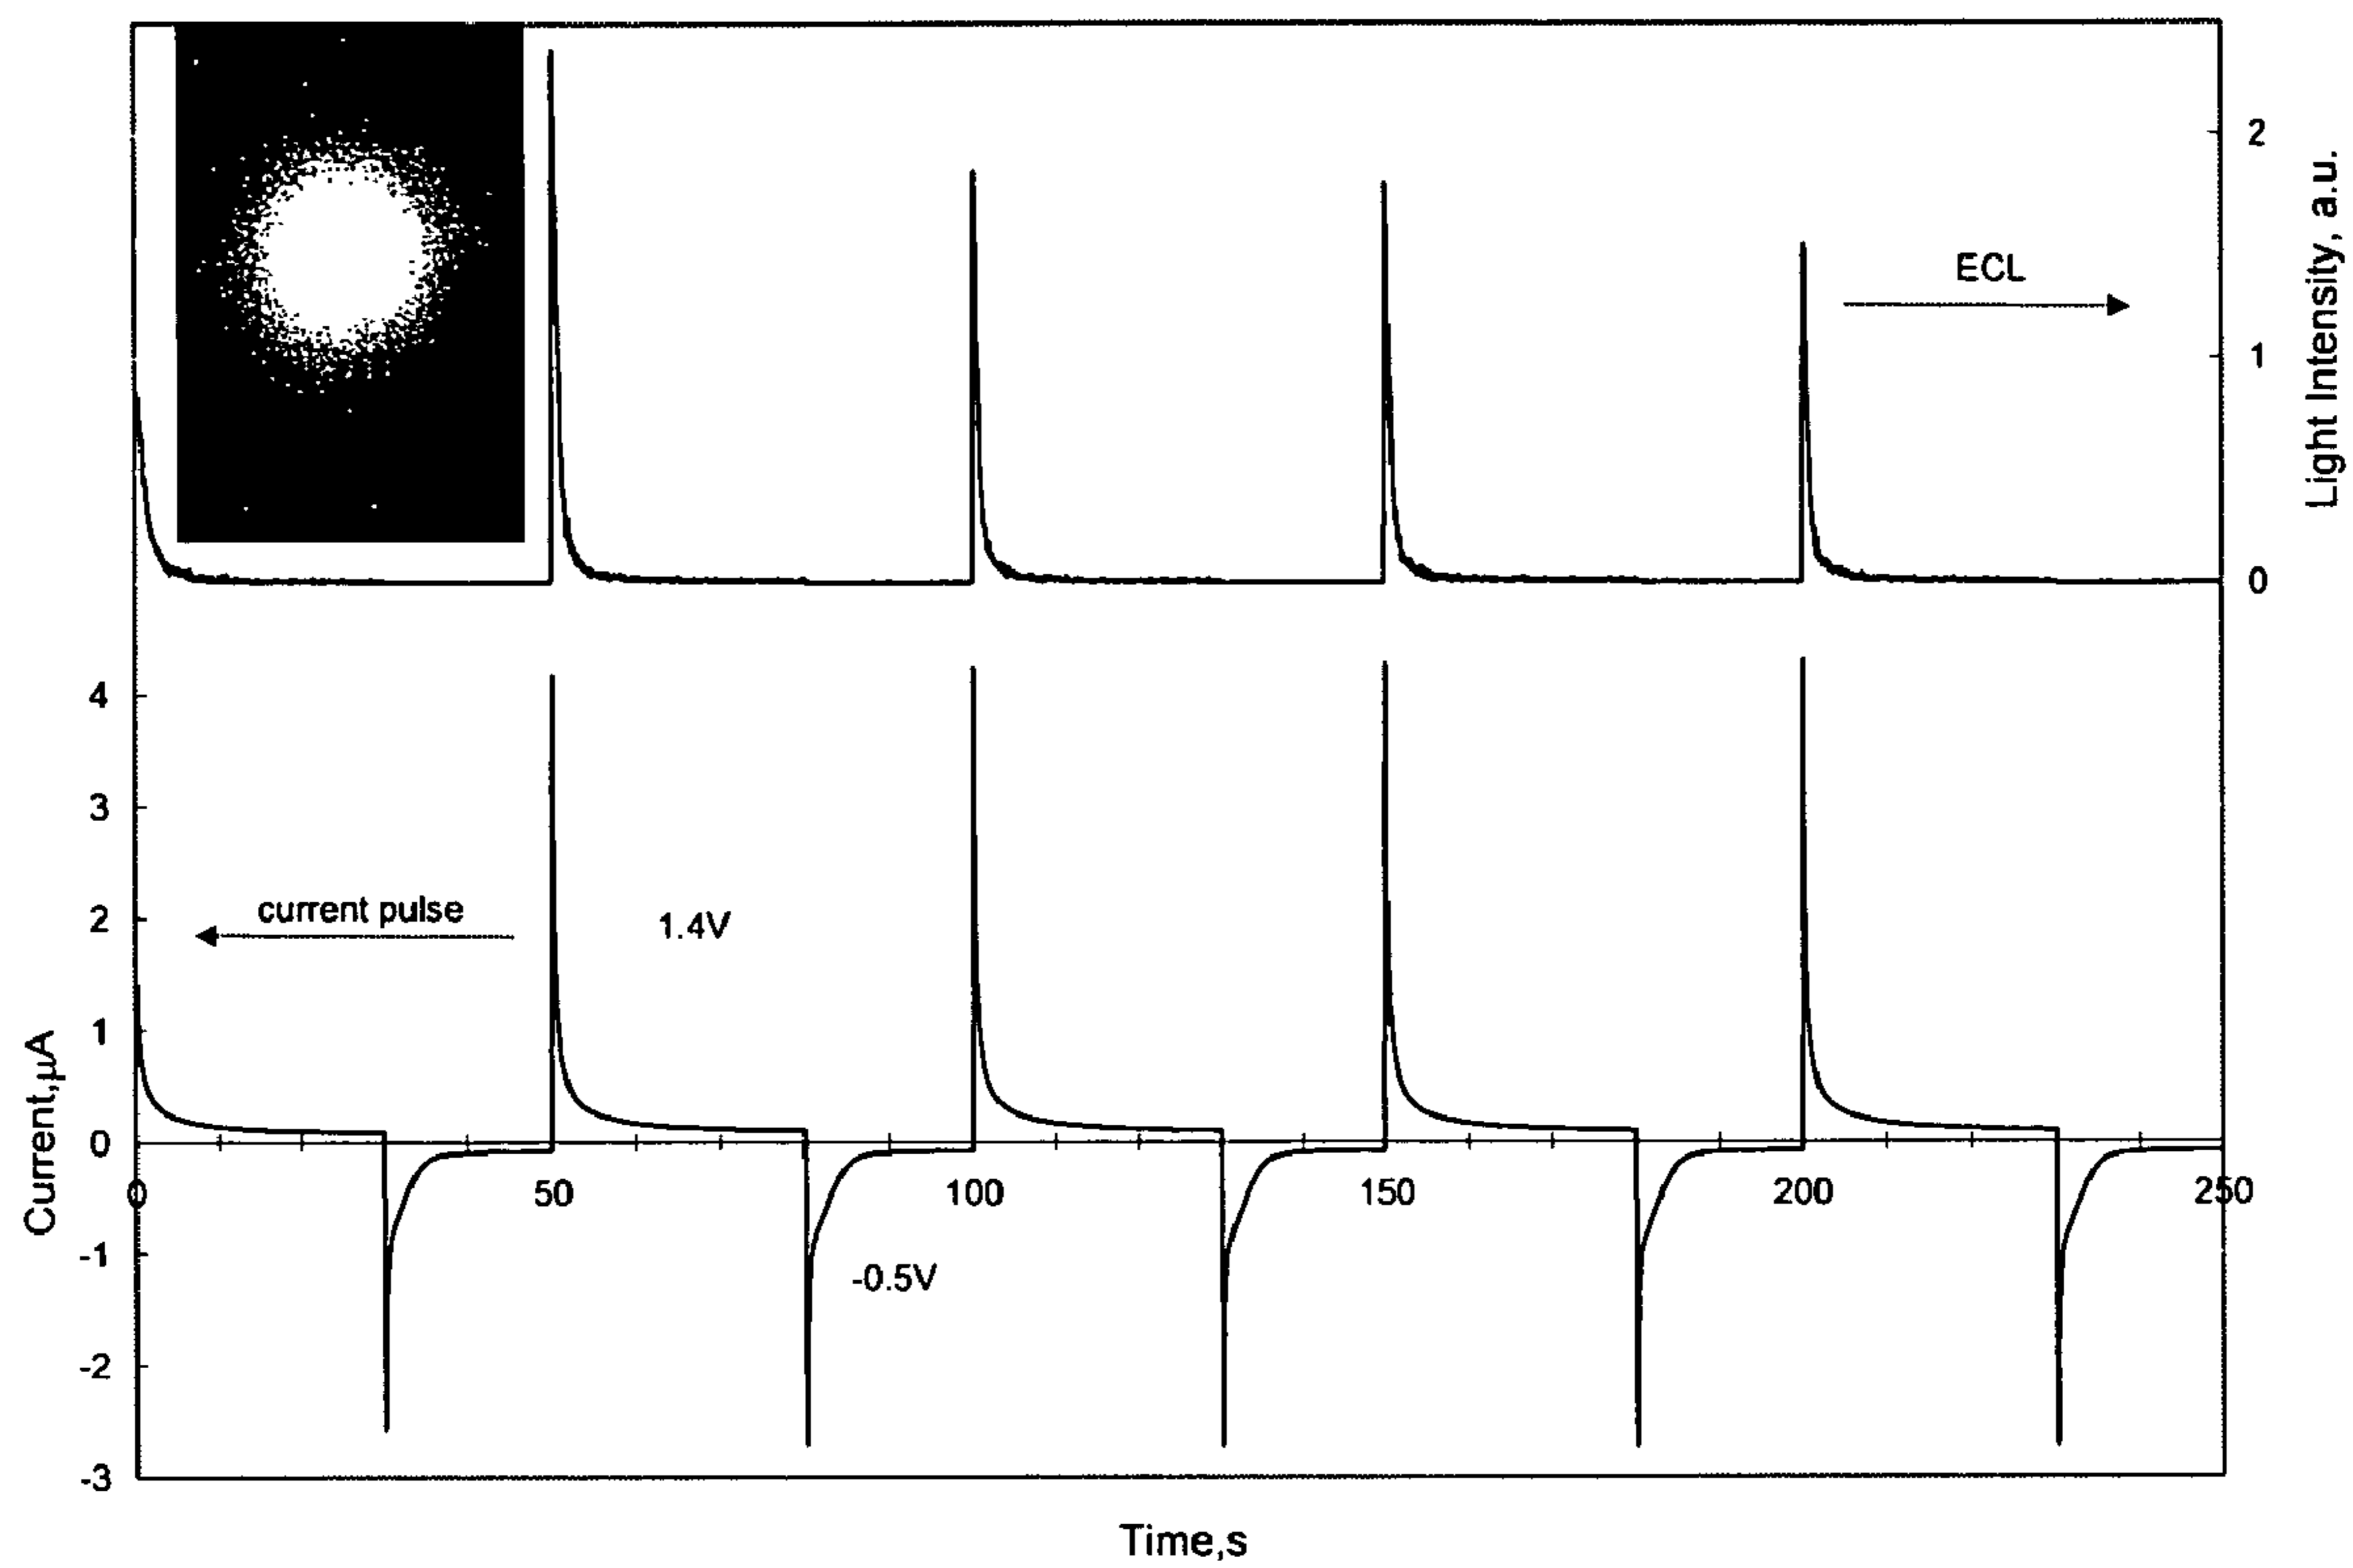 2
Light Intensity, a.u.
ECL
1
0
4
3
2
current pulse
1.4V
1
Current,µA
0
0
50
100
150
200
250
-1
-0.5V
-2
-3
Time,s